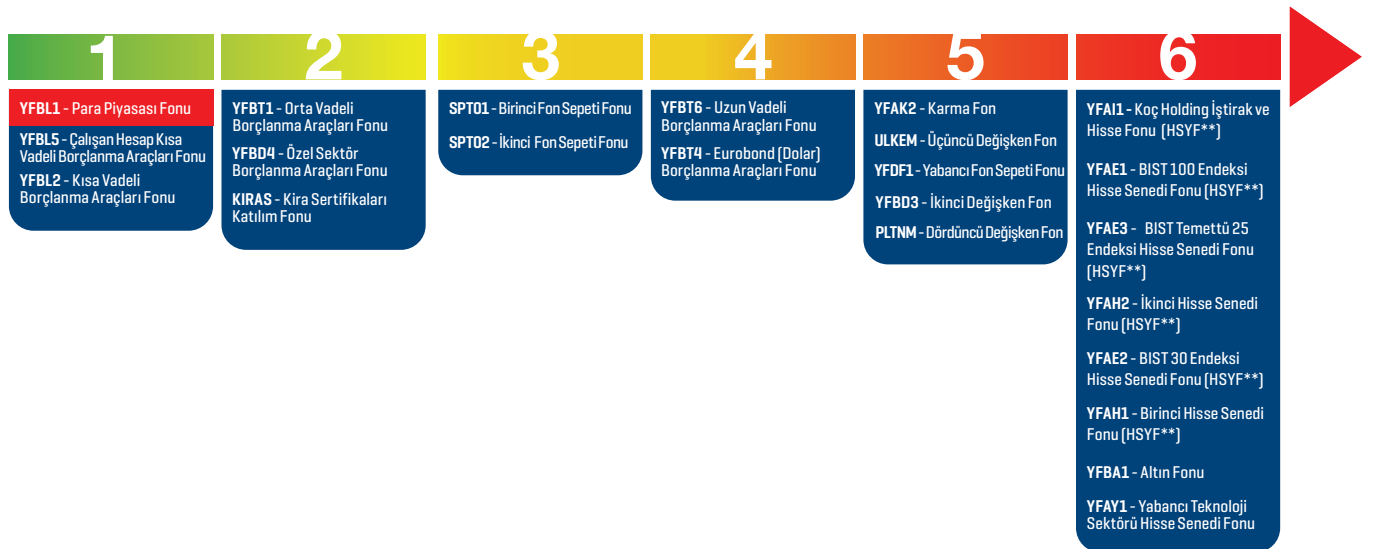 1
2
3
4
5
6
YFBL1 - Para Piyasası Fonu
YFBL5 - Çalışan Hesap Kısa
Vadeli Borçlanma Araçları Fonu
YFBL2 - Kısa Vadeli
Borçlanma Araçları Fonu
YFBT1 - Orta Vadeli
Borçlanma Araçları Fonu
YFBD4 - Özel Sektör
Borçlanma Araçları Fonu
KIRAS - Kira Sertifikaları
Katılım Fonu
SPT01 - Birinci Fon Sepeti Fonu
SPT02 - İkinci Fon Sepeti Fonu
YFBT6 - Uzun Vadeli
Borçlanma Araçları Fonu
YFBT4 - Eurobond (Dolar)
Borçlanma Araçları Fonu
YFAK2 - Karma Fon
ULKEM - Üçüncü Değişken Fon
YFDF1 - Yabancı Fon Sepeti Fonu
YFBD3 - İkinci Değişken Fon
PLTNM - Dördüncü Değişken Fon
YFAI1 - Koç Holding İştirak ve
Hisse Fonu (HSYF**)
YFAE1 - BIST 100 Endeksi
Hisse Senedi Fonu (HSYF**)
YFAE3 - BIST Temettü 25
Endeksi Hisse Senedi Fonu
(HSYF**)
YFAH2 - İkinci Hisse Senedi
Fonu (HSYF**)
YFAE2 - BIST 30 Endeksi
Hisse Senedi Fonu (HSYF**)
YFAH1 - Birinci Hisse Senedi
Fonu (HSYF**)
YFBA1 - Altın Fonu
YFAY1 - Yabancı Teknoloji
Sektörü Hisse Senedi Fonu